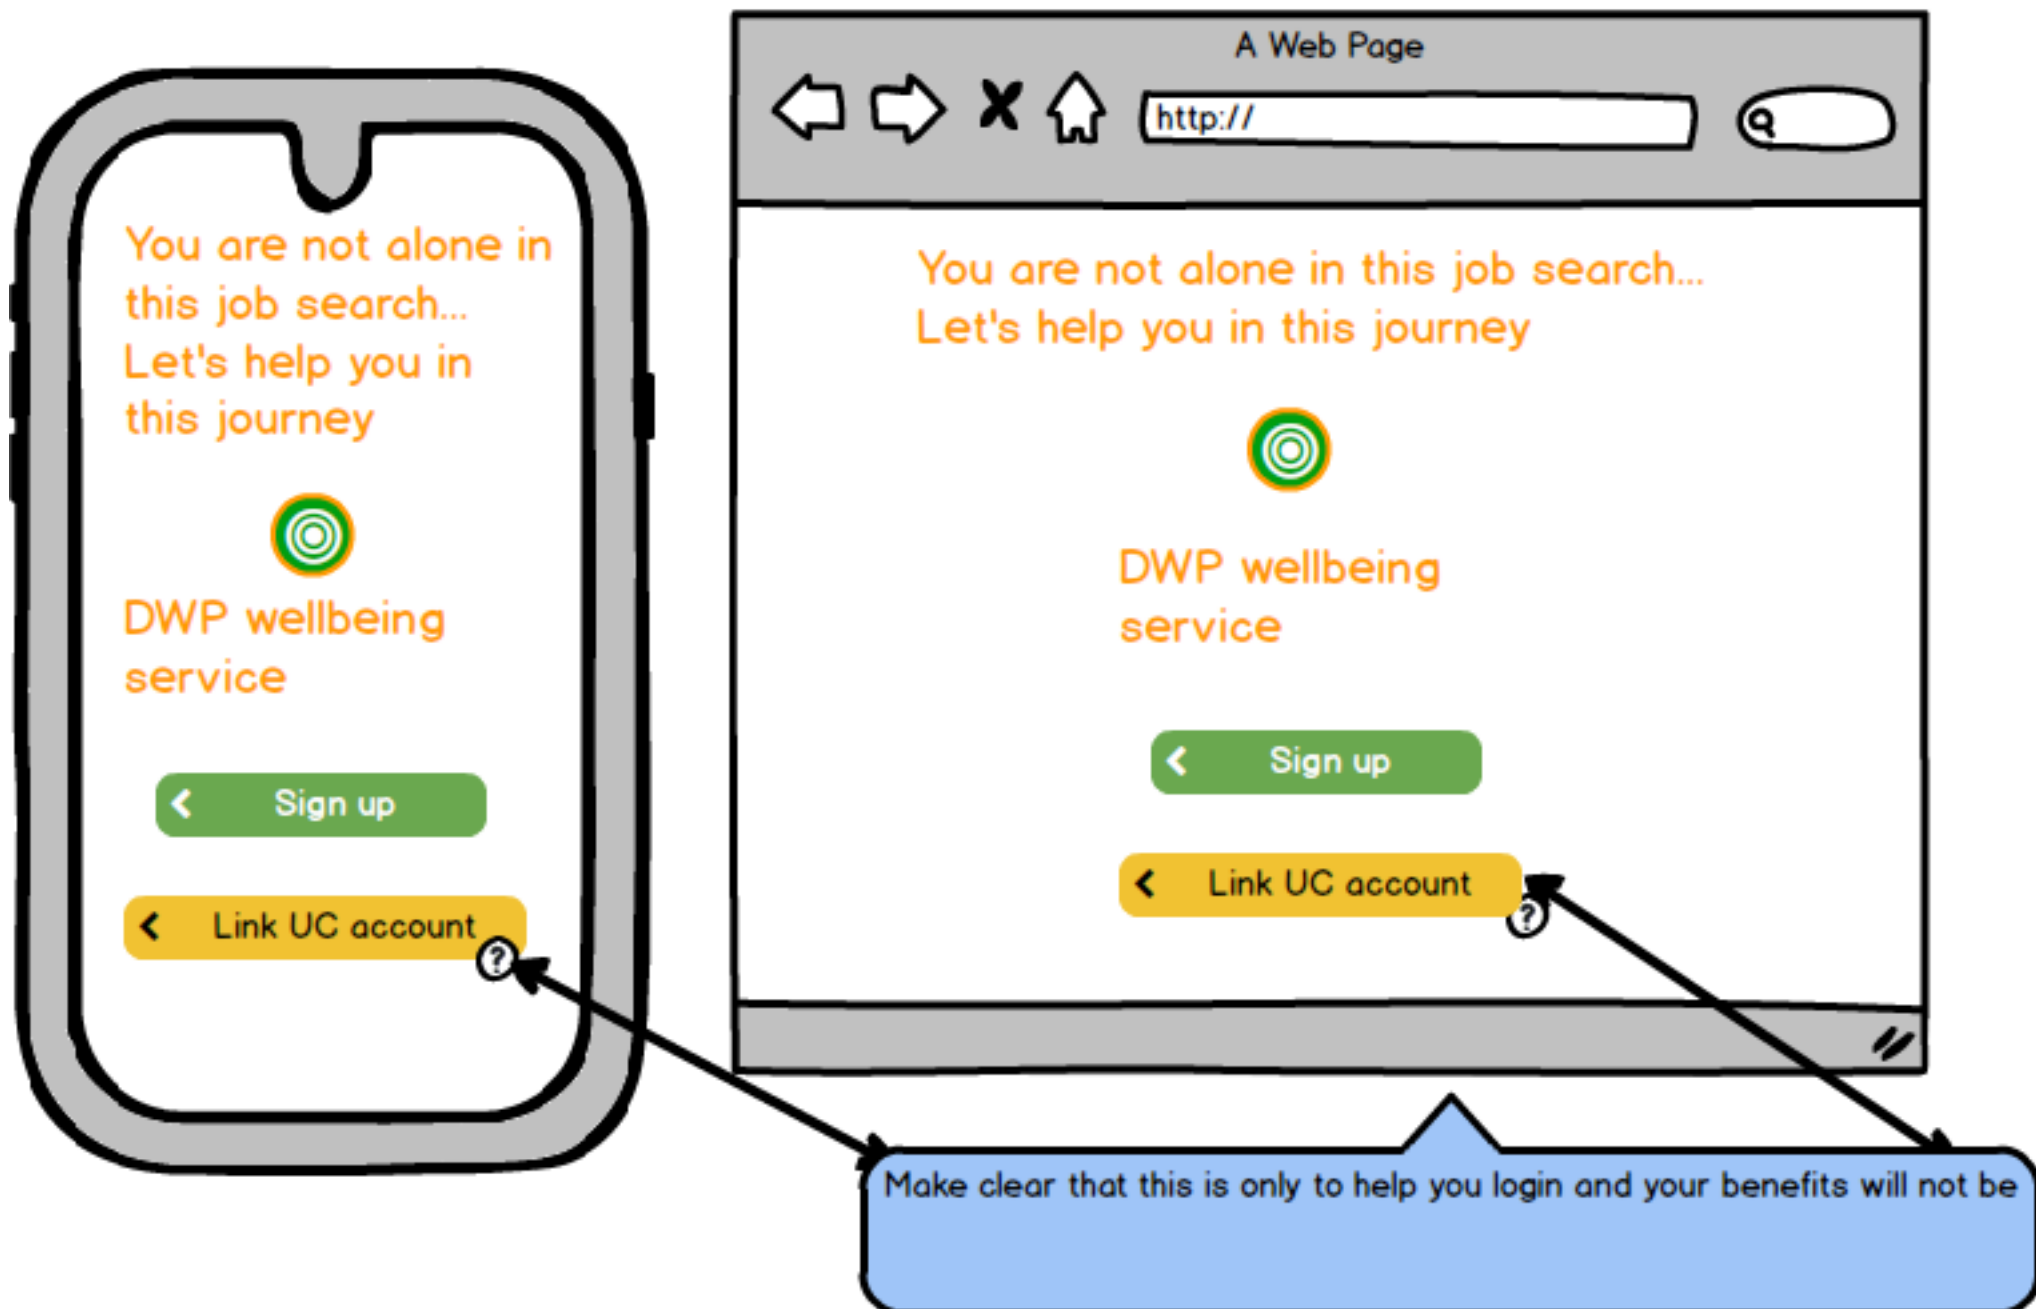 You are not alone in
this job search...
Let's help you in
this journey
DWP wellbeing
service
Sign up
Link UC account
?
A Web Page
http://
You are not alone in this job search...
Let's help you in this journey
DWP wellbeing
service
Sign up
Link UC account
?
Make clear that this is only to help you login and your benefits will not be